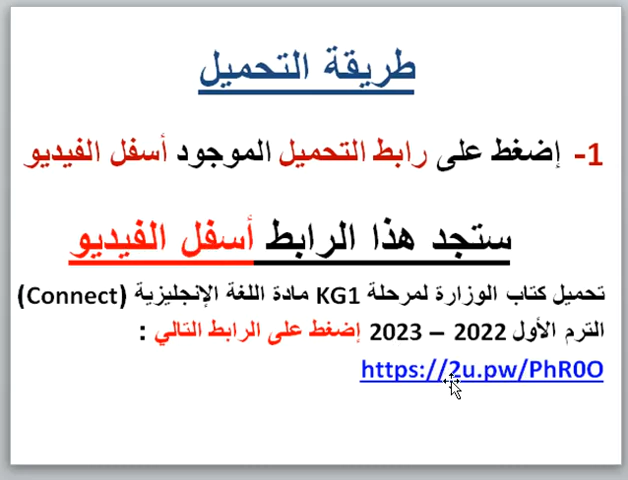 طريقة التحميل
1- إضغط على رابط التحميل الموجود أسفل الفيديو
ستجد هذا الرابط أسفل الفيديو
تحميل كتاب الوزارة لمرحلة KG1 مادة اللغة الإنجليزية (Connect)
الترم الأول 2022 – 2023 إضغط على الرابط التالي :
https://2u.pw/PhR0O